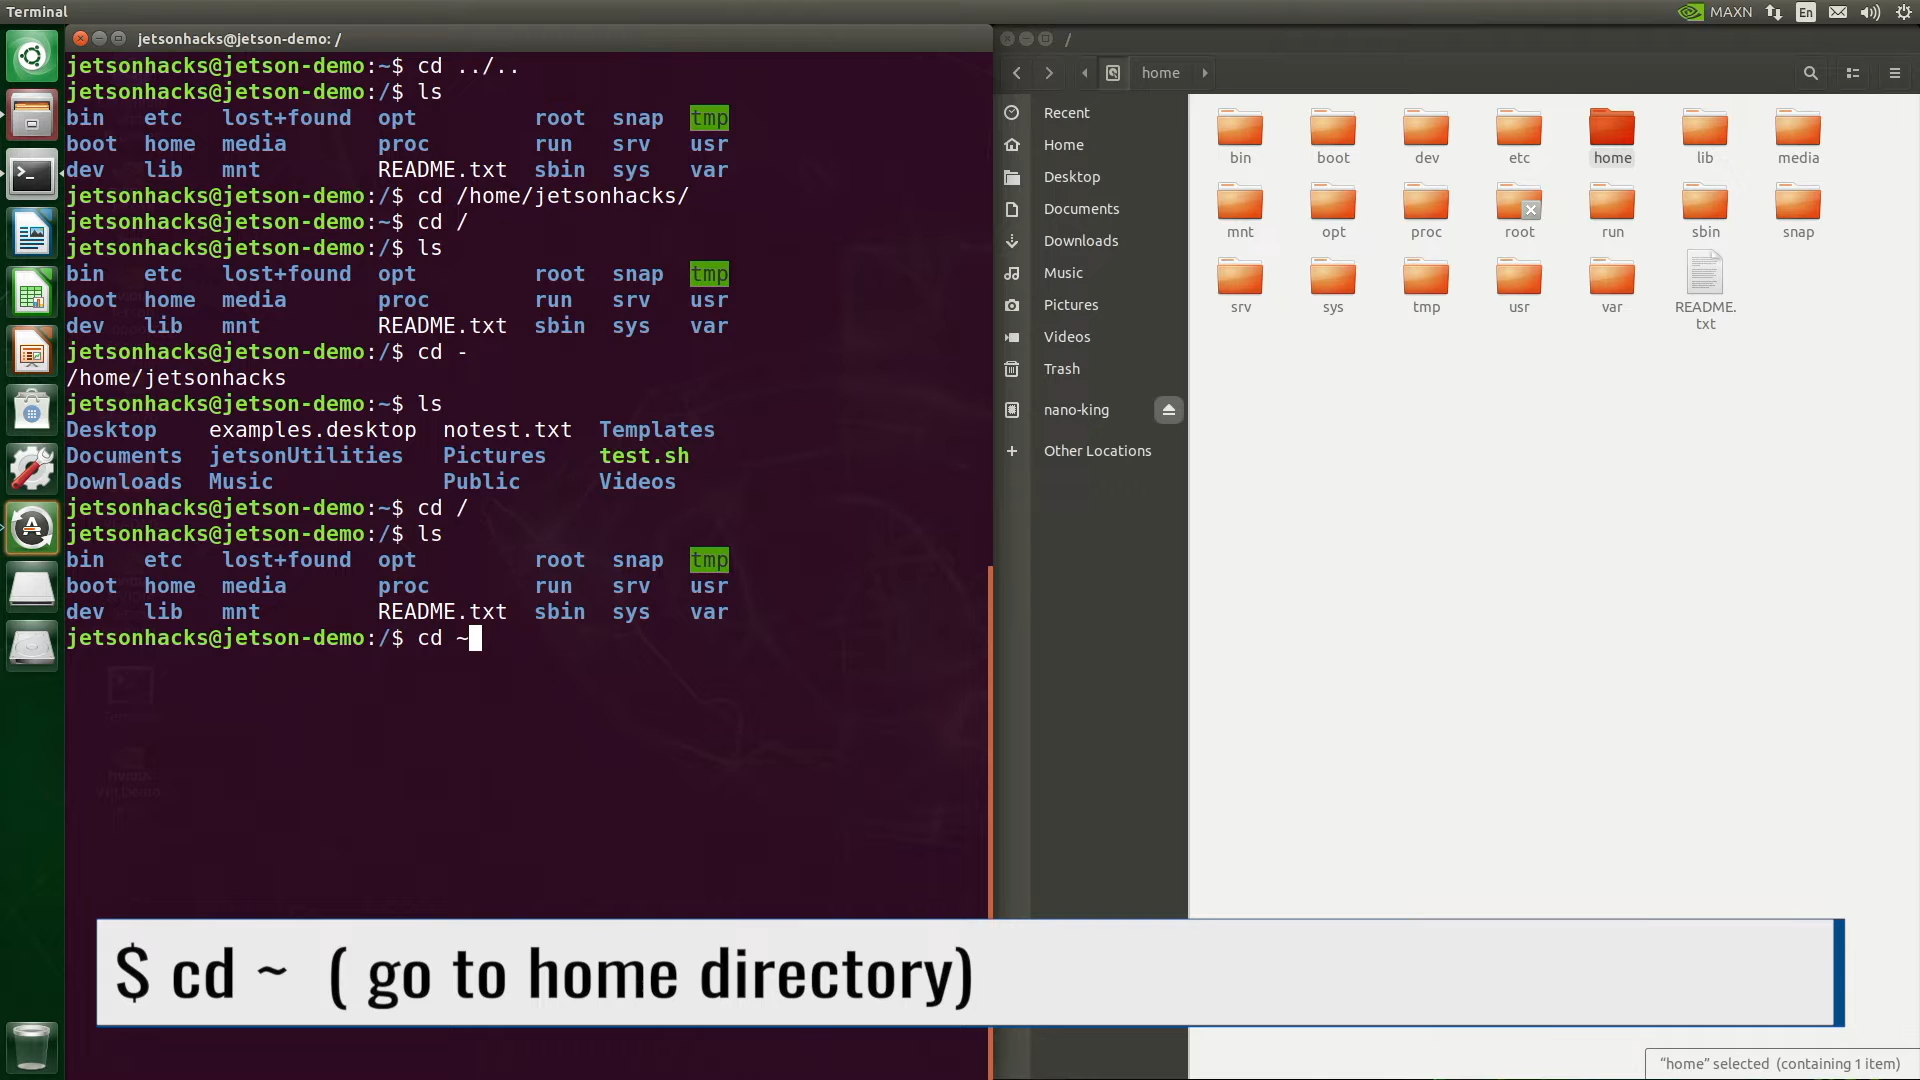 Terminal
MAXN
En
jetsonhacks@jetson-demo: /
jetsonhacks@jetson-demo:~$ cd ../..
jetsonhacks@jetson-demo:/$ ls
bin etc lost+found opt root snap tmp
boot home media proc run srv usr
dev lib mnt README.txt sbin sys var
jetsonhacks@jetson-demo:/$ cd /home/jetsonhacks/
jetsonhacks@jetson-demo:~$ cd /
jetsonhacks@jetson-demo:/$ ls
bin etc lost+found opt root snap tmp
boot home media proc run srv usr
dev lib mnt README.txt sbin sys var
jetsonhacks@jetson-demo:/$ cd -
/home/jetsonhacks
jetsonhacks@jetson-demo:~$ ls
Desktop examples.desktop notest.txt Templates
Documents jetsonUtilities Pictures test.sh
Downloads Music Public Videos
jetsonhacks@jetson-demo:~$ cd /
jetsonhacks@jetson-demo:/$ ls
bin etc lost+found opt root snap tmp
boot home media proc run srv usr
dev lib mnt README.txt sbin sys var
jetsonhacks@jetson-demo:/$ cd ~
/
home
Recent
Home
Desktop
Documents
Downloads
Music
Pictures
Videos
Trash
nano-king
+ Other Locations
bin boot dev etc home lib media
mnt opt proc root run sbin snap
srv sys tmp usr var README.
txt
$ cd ~ ( go to home directory)
“home” selected (containing 1 item)